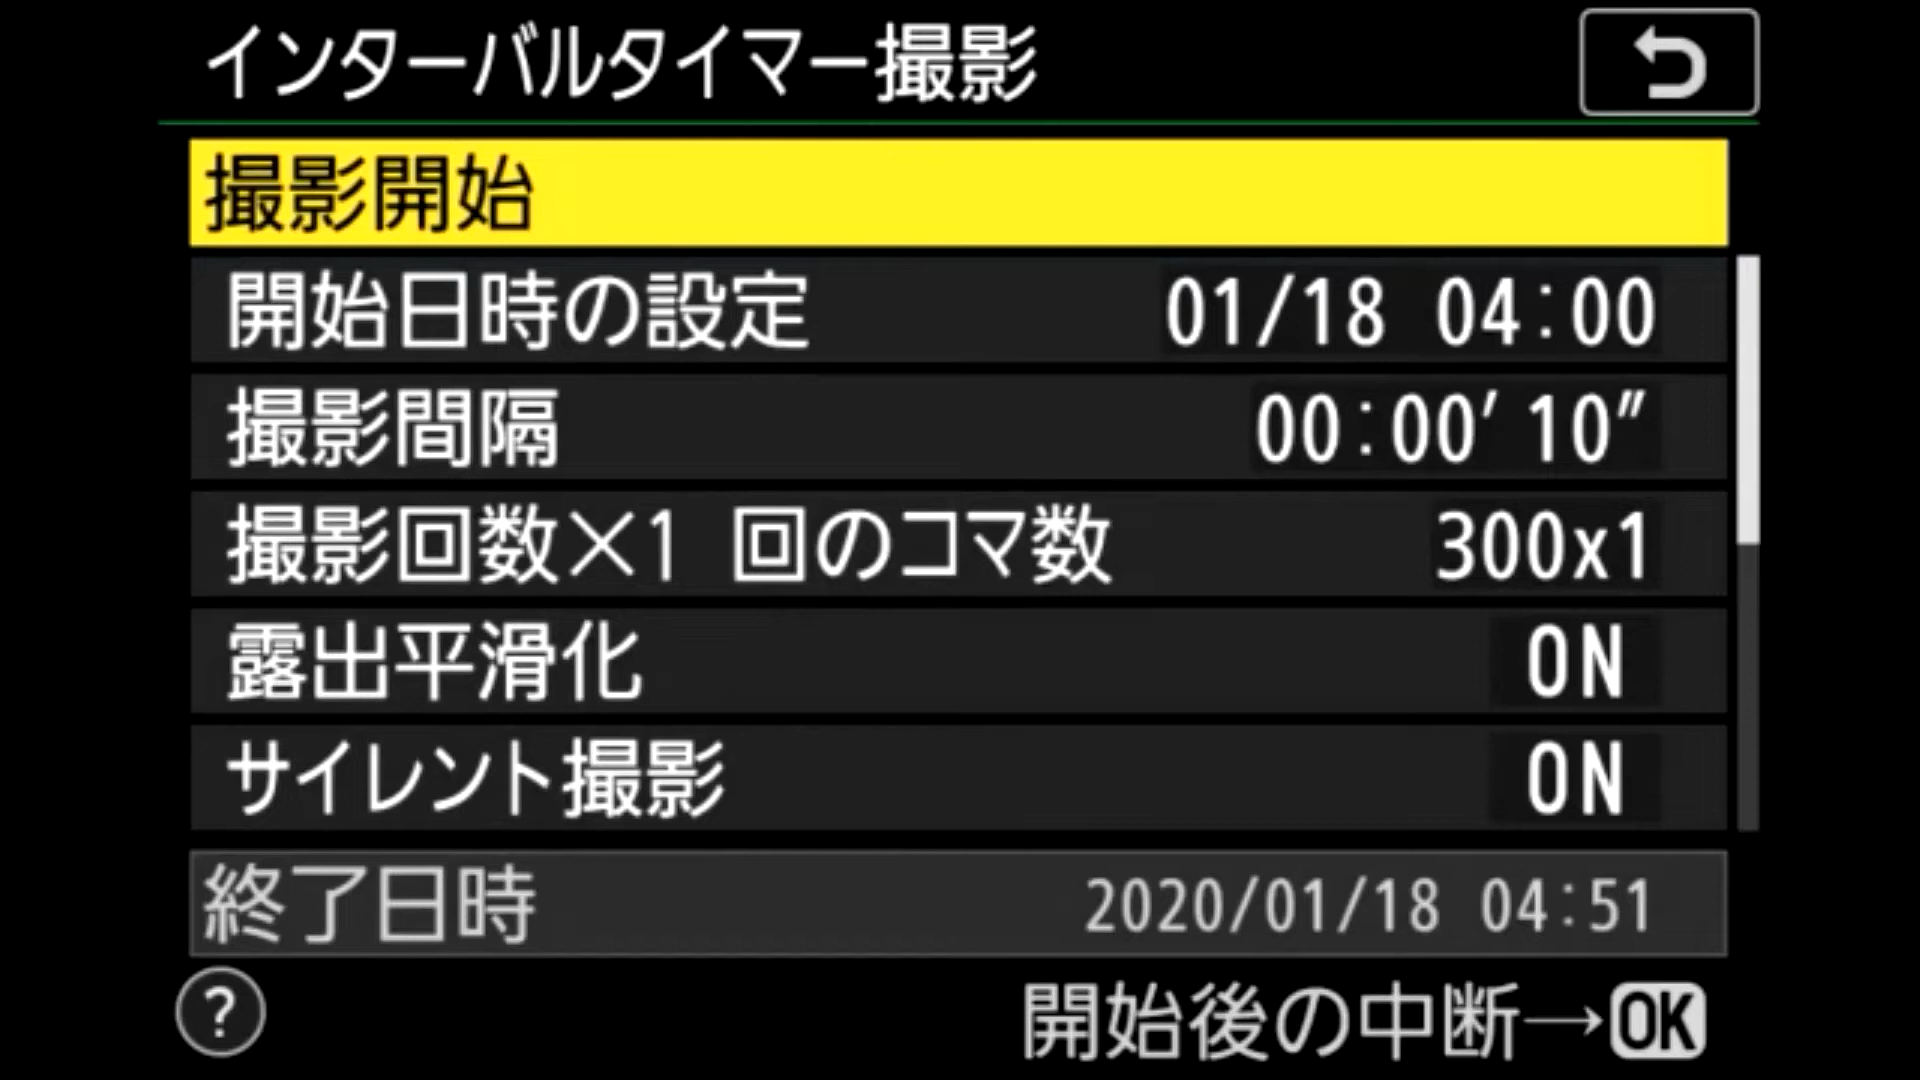 インターバルタイマー撮影
撮影開始
開始日時の設定 01/18 04:00
撮影間隔 00:00′10″
撮影回数×1 回のコマ数 300x1
露出平滑化 ON
サイレント撮影 ON
終了日時 2020/01/18 04:51
? 開始後の中断→OK